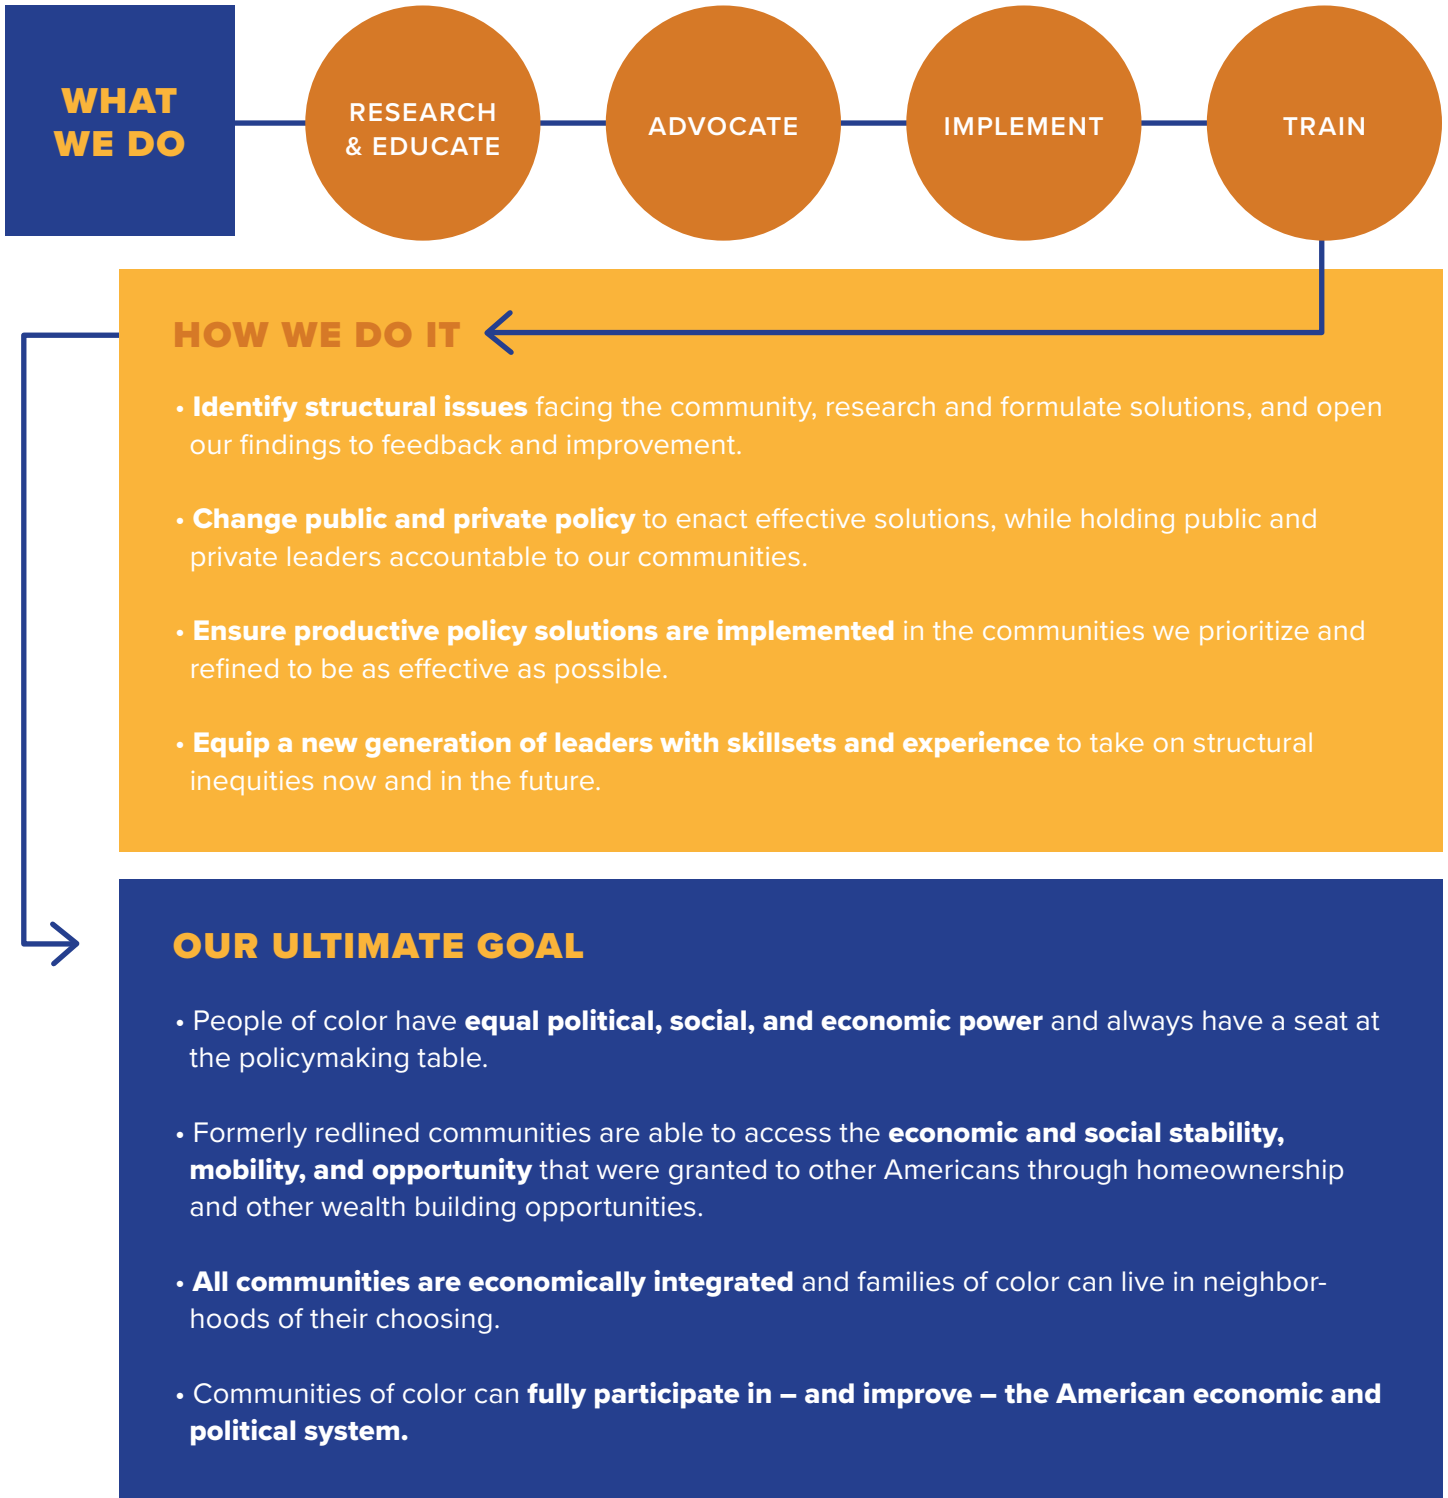 WHAT
WE DO
RESEARCH
& EDUCATE
ADVOCATE
IMPLEMENT
TRAIN
HOW WE DO IT
• Identify structural issues facing the community, research and formulate solutions, and open
our findings to feedback and improvement.
• Change public and private policy to enact effective solutions, while holding public and
private leaders accountable to our communities.
• Ensure productive policy solutions are implemented in the communities we prioritize and
refined to be as effective as possible.
• Equip a new generation of leaders with skillsets and experience to take on structural
inequities now and in the future.
OUR ULTIMATE GOAL
• People of color have equal political, social, and economic power and always have a seat at
the policymaking table.
• Formerly redlined communities are able to access the economic and social stability,
mobility, and opportunity that were granted to other Americans through homeownership
and other wealth building opportunities.
• All communities are economically integrated and families of color can live in neighbor-
hoods of their choosing.
• Communities of color can fully participate in – and improve – the American economic and
political system.